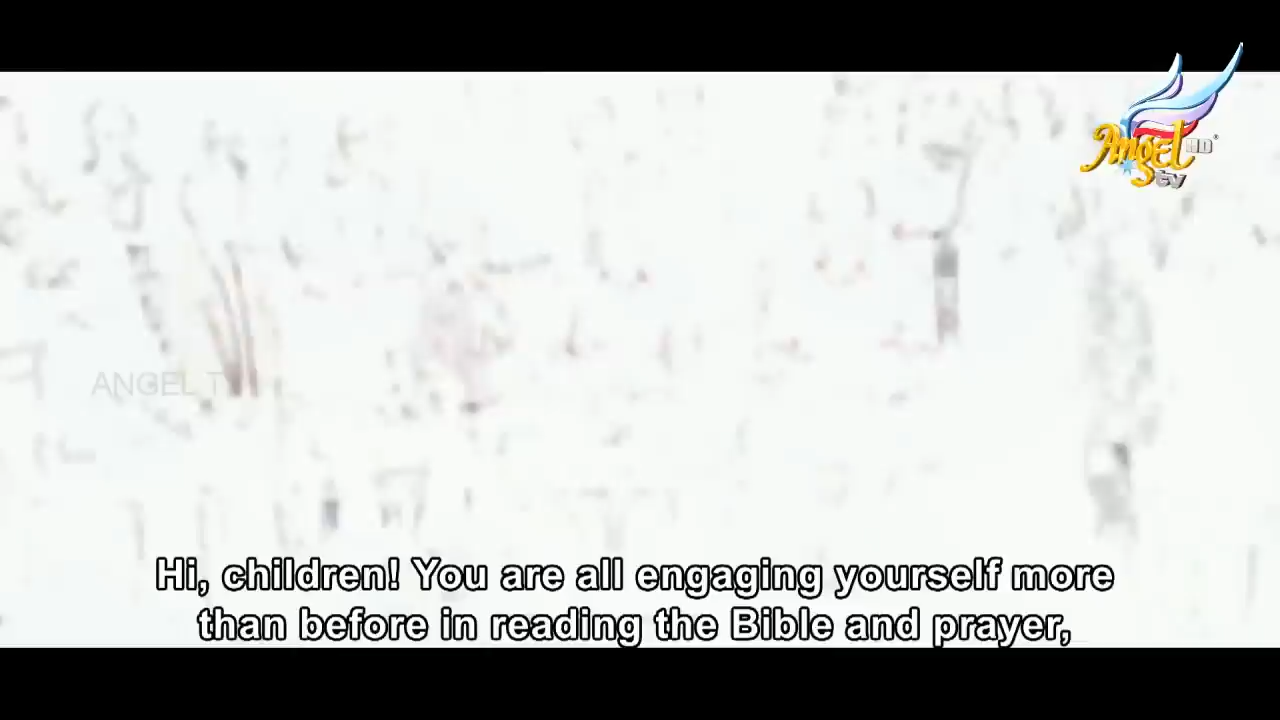 Angel HD
tv
ANGEL T
Hi, children! You are all engaging yourself more
than before in reading the Bible and prayer,